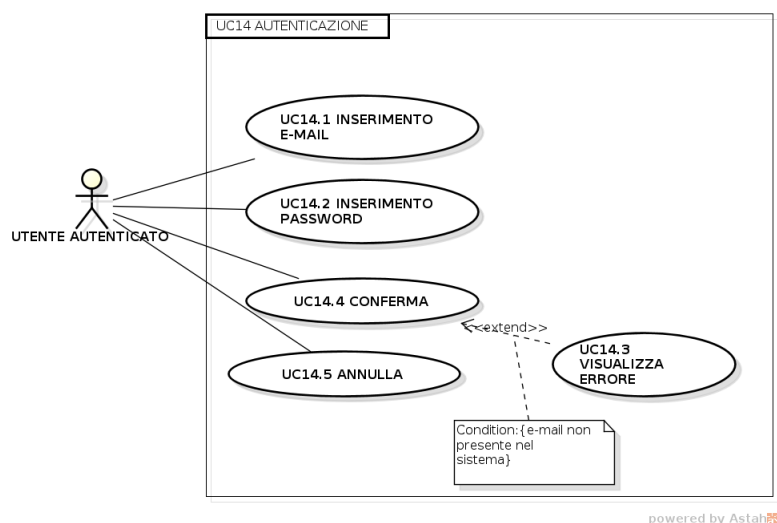 UC14 AUTENTICAZIONE
UC14.1 INSERIMENTO
E-MAIL
UC14.2 INSERIMENTO
PASSWORD
UTENTE AUTENTICATO
UC14.4 CONFERMA
<<extend>>
UC14.3
VISUALIZZA
ERRORE
UC14.5 ANNULLA
Condition:{e-mail non
presente nel
sistema}
powered by Astah